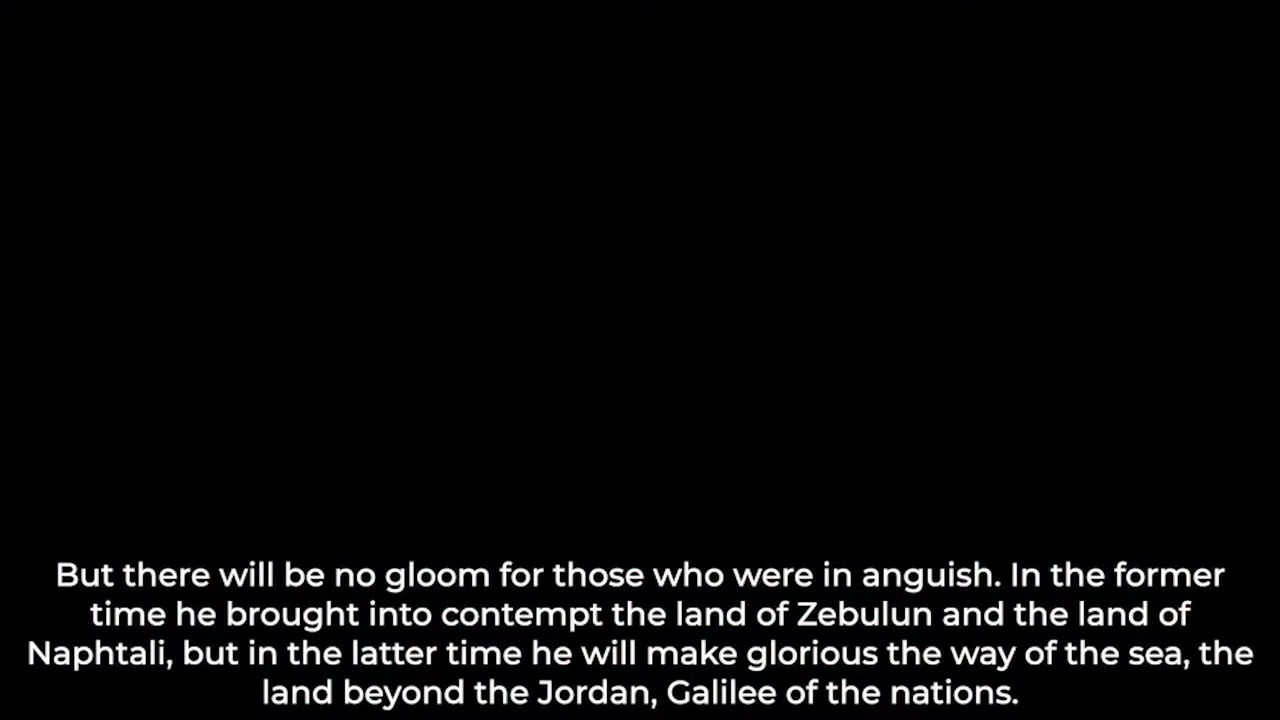 But there will be no gloom for those who were in anguish. In the former
time he brought into contempt the land of Zebulun and the land of
Naphtali, but in the latter time he will make glorious the way of the sea, the
land beyond the Jordan, Galilee of the nations.